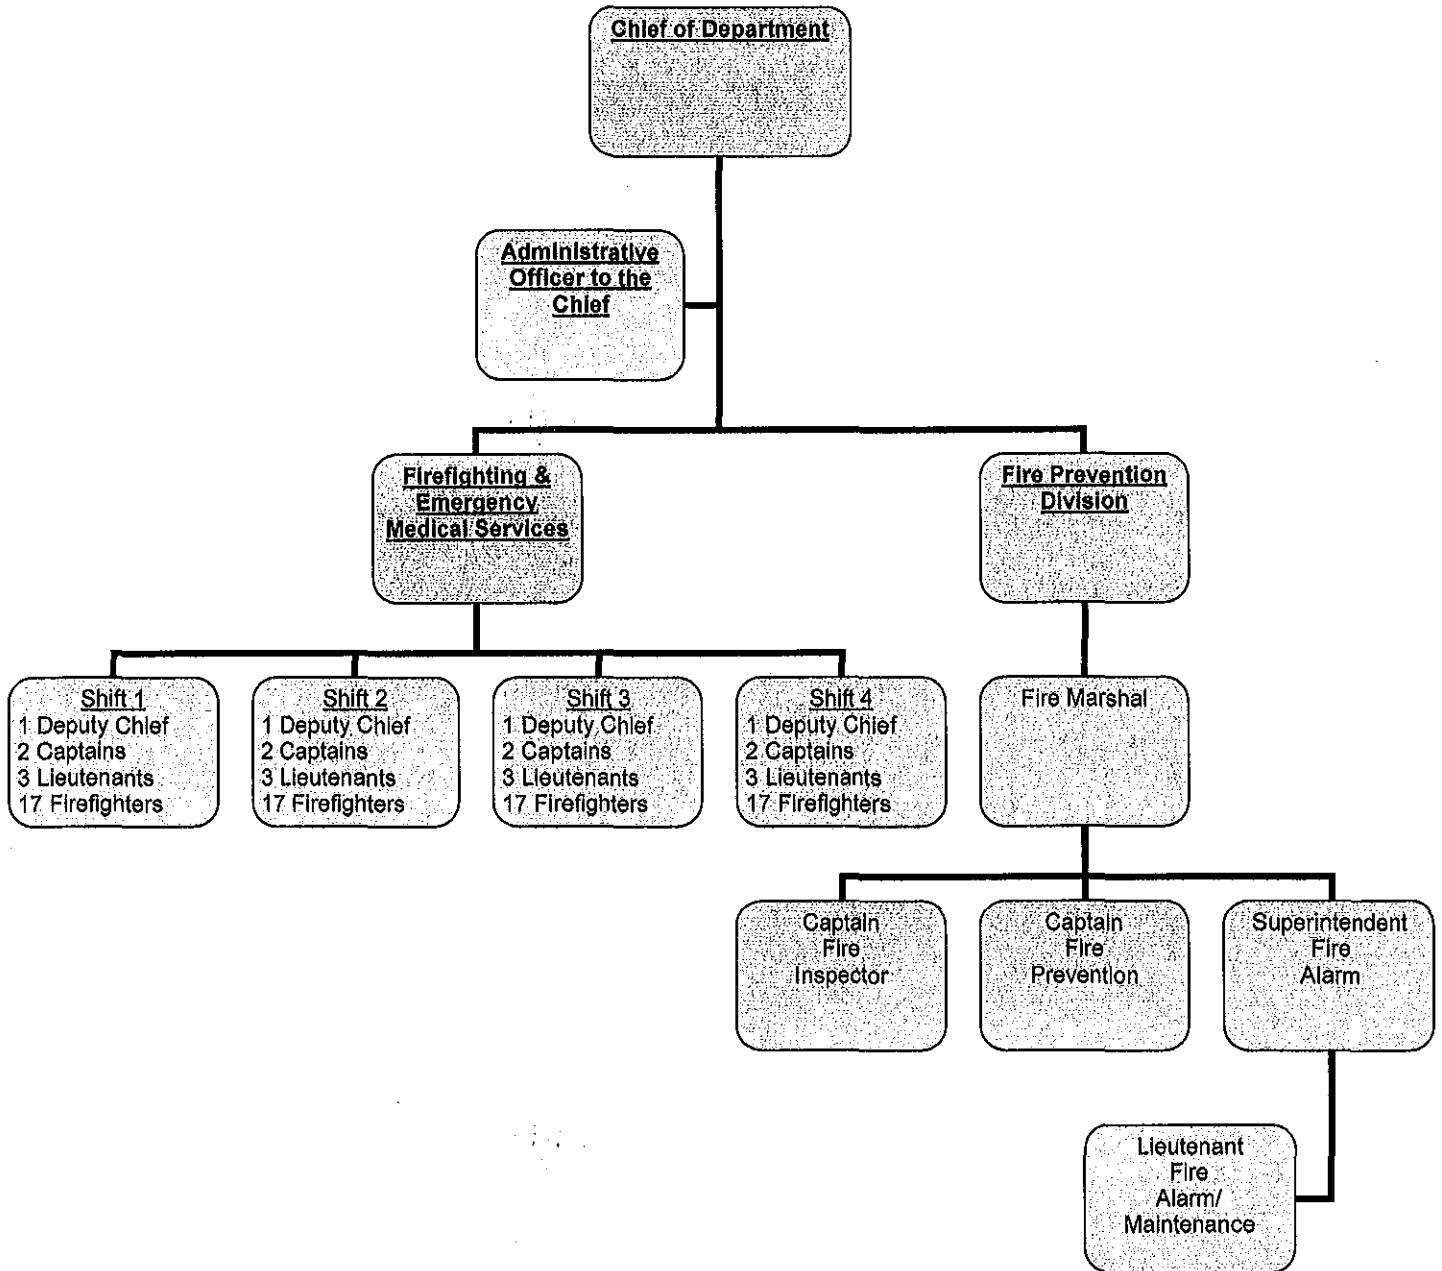 Chief of Department
Administrative
Officer to the
Chief
Firefighting &
Emergency
Medical Services
Fire Prevention
Division
Shift 1
1 Deputy Chief
2 Captains
3 Lieutenants
17 Firefighters
Shift 2
1 Deputy Chief
2 Captains
3 Lieutenants
17 Firefighters
Shift 3
1 Deputy Chief
2 Captains
3 Lieutenants
17 Firefighters
Shift 4
1 Deputy Chief
2 Captains
3 Lieutenants
17 Firefighters
Fire Marshal
Captain
Fire
Inspector
Captain
Fire
Prevention
Superintendent
Fire
Alarm
Lieutenant
Fire
Alarm/
Maintenance